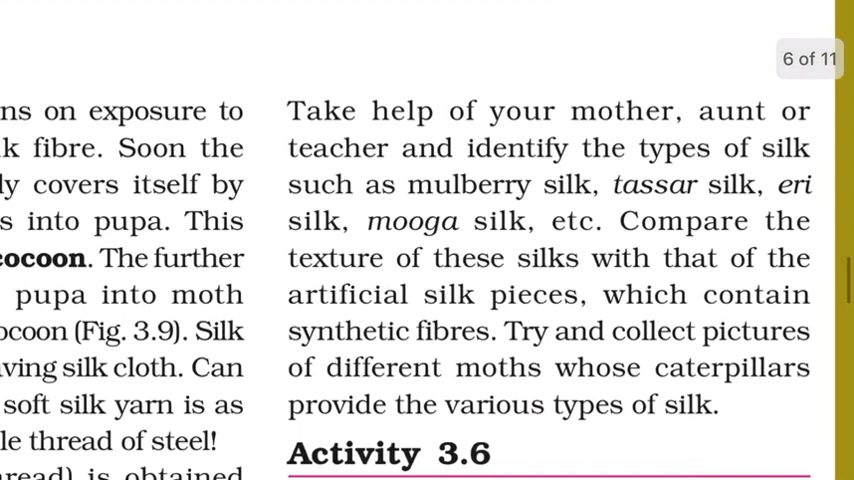 6 of 11
ns on exposure to
k fibre. Soon the
ly covers itself by
s into pupa. This
cocoon. The further
pupa into moth
ocoon (Fig. 3.9). Silk
ving silk cloth. Can
soft silk yarn is as
le thread of steel!
read) is obtained
Take help of your mother, aunt or
teacher and identify the types of silk
such as mulberry silk, tassar silk, eri
silk, mooga silk, etc. Compare the
texture of these silks with that of the
artificial silk pieces, which contain
synthetic fibres. Try and collect pictures
of different moths whose caterpillars
provide the various types of silk.
Activity 3.6